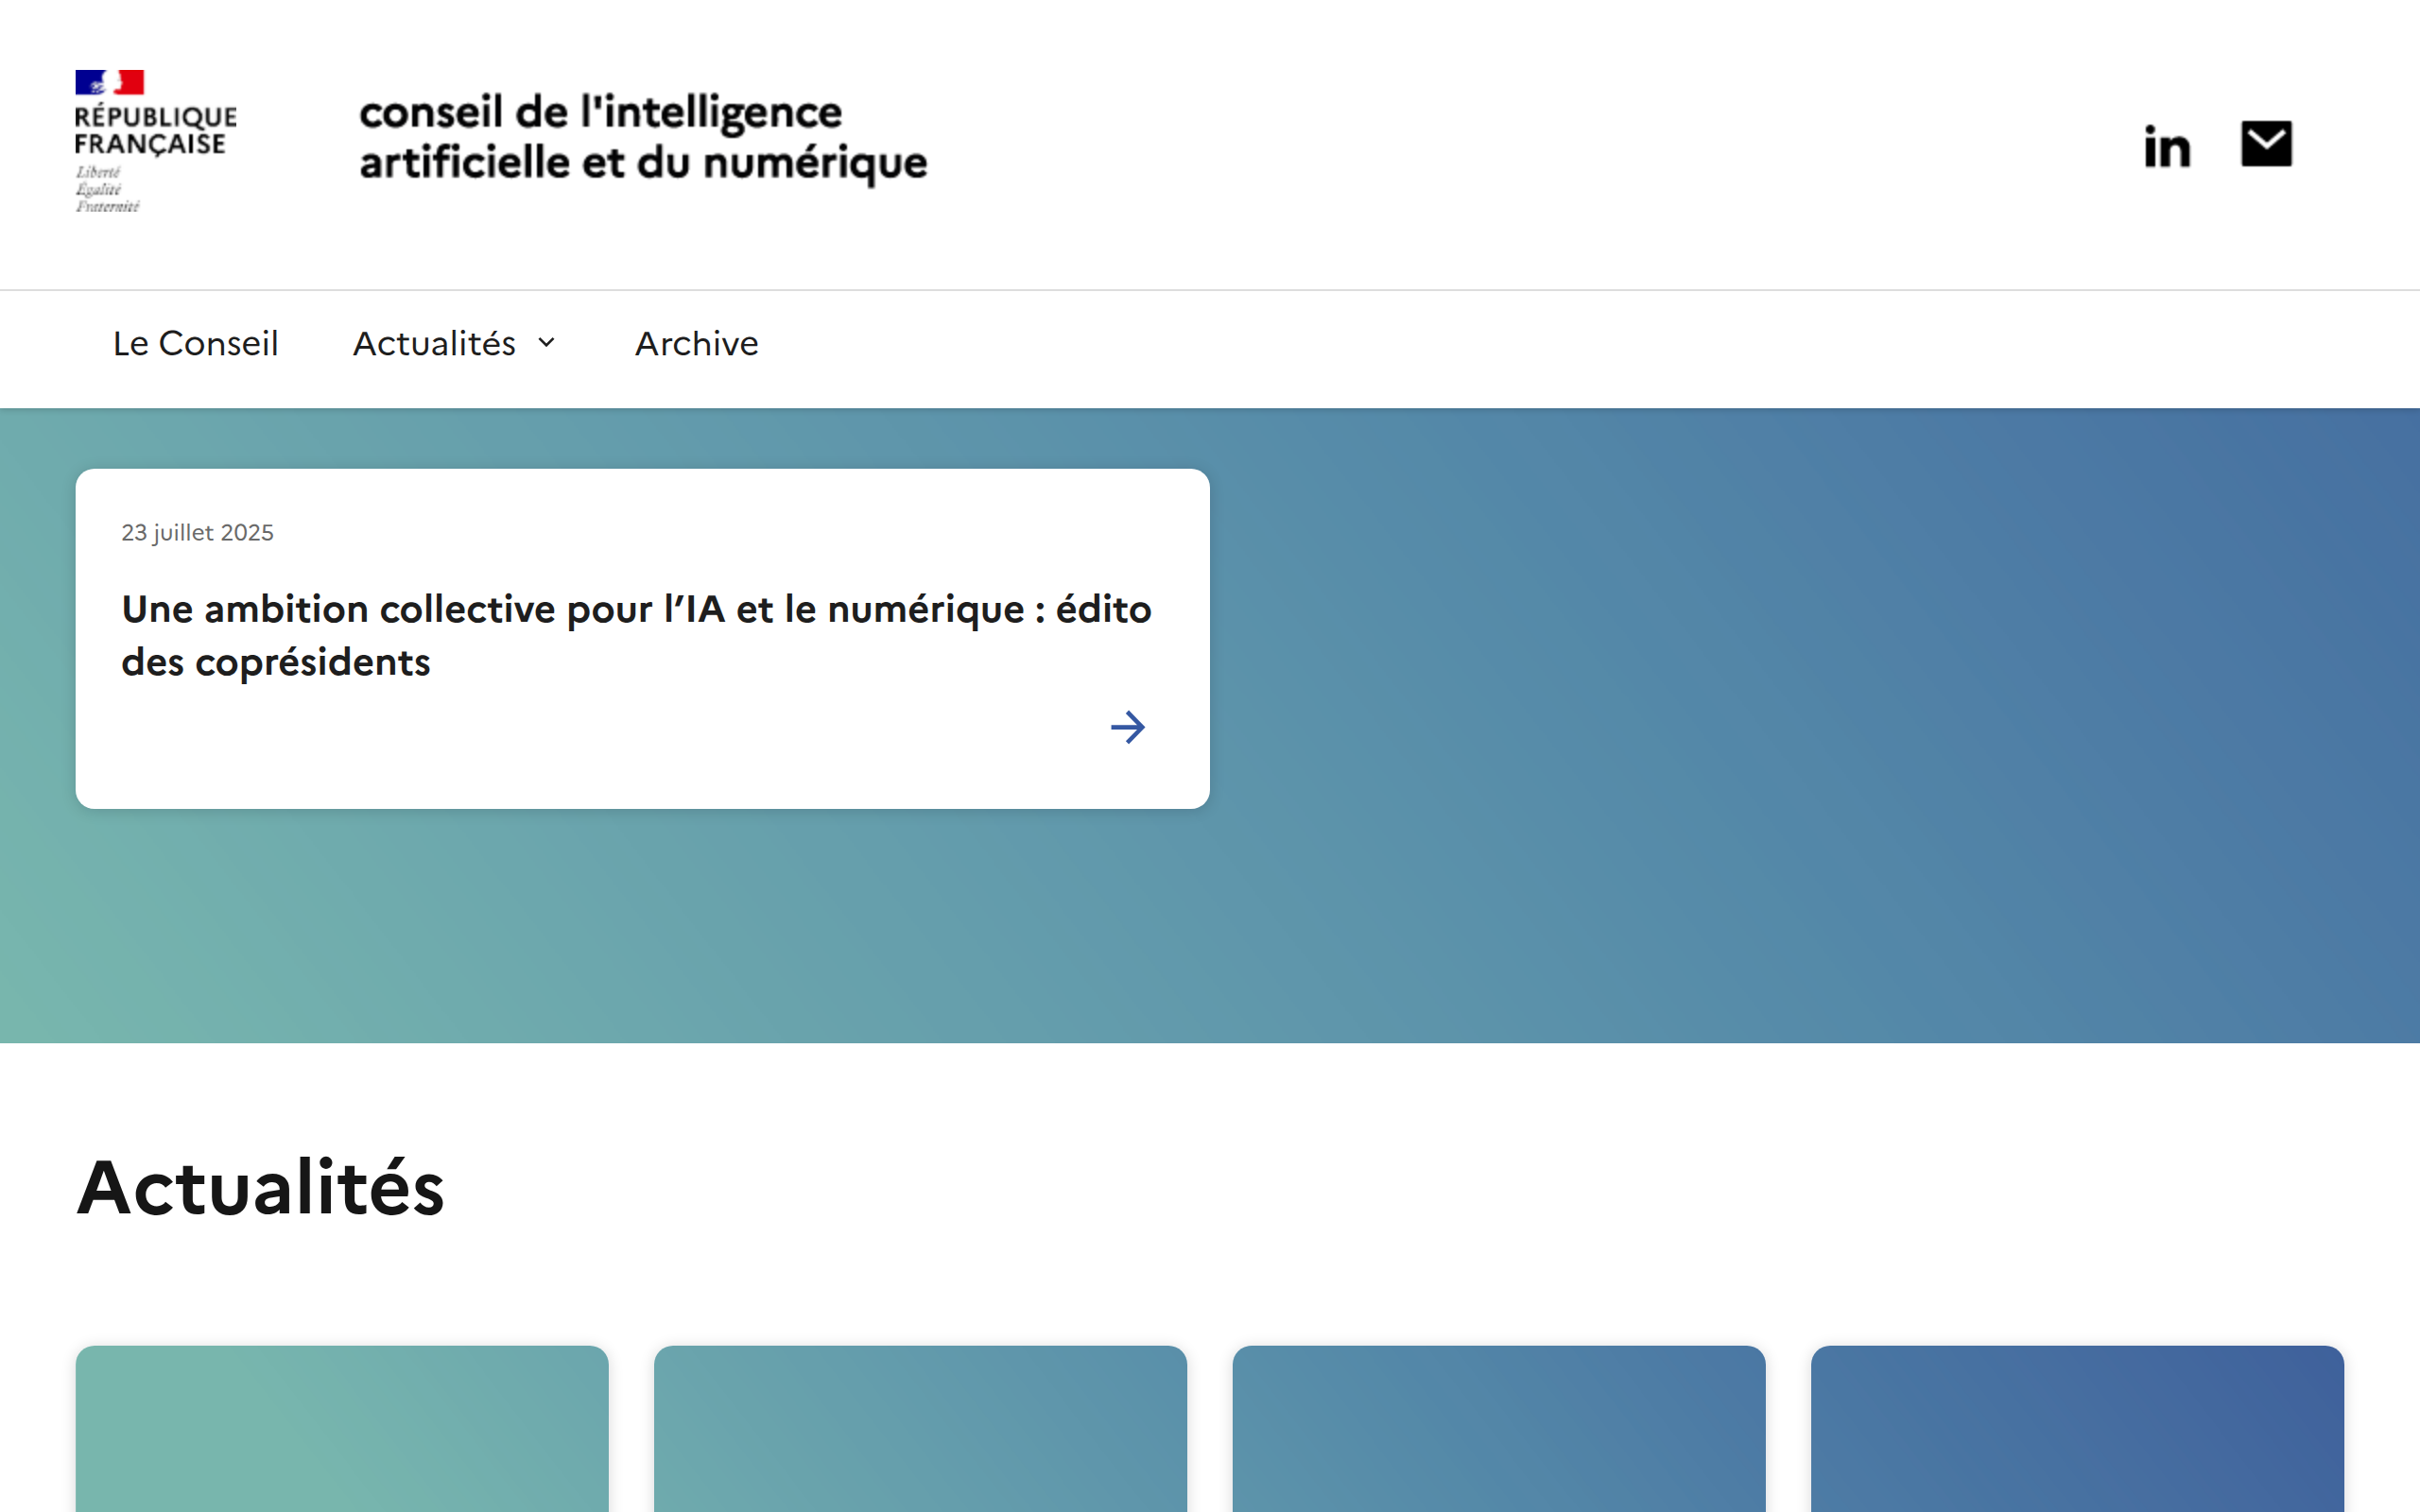 RÉPUBLIQUE
FRANÇAISE
Liberté
Égalité
Fraternité
conseil de l'intelligence
artificielle et du numérique
in
Le Conseil
Actualités
Archive
23 juillet 2025
Une ambition collective pour l’IA et le numérique : édito
des coprésidents
Actualités